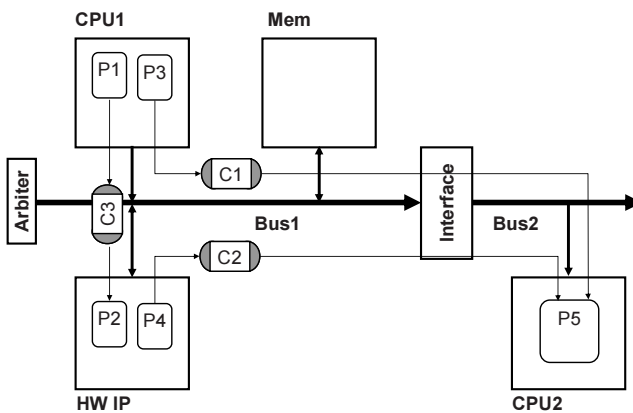 CPU1
Mem
P1
P3
C1
Arbiter
C3
Bus1
Interface
Bus2
C2
P2
P4
P5
HW IP
CPU2